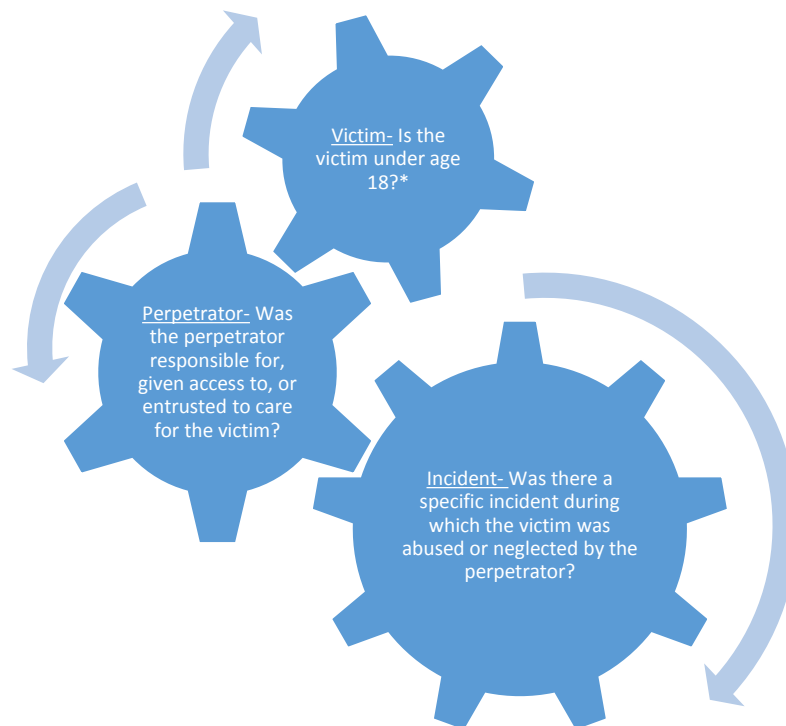 Victim- Is the
victim under age
18?*
Perpetrator- Was
the perpetrator
responsible for,
given access to, or
entrusted to care
for the victim?
Incident- Was there a
specific incident during
which the victim was
abused or neglected by the
perpetrator?